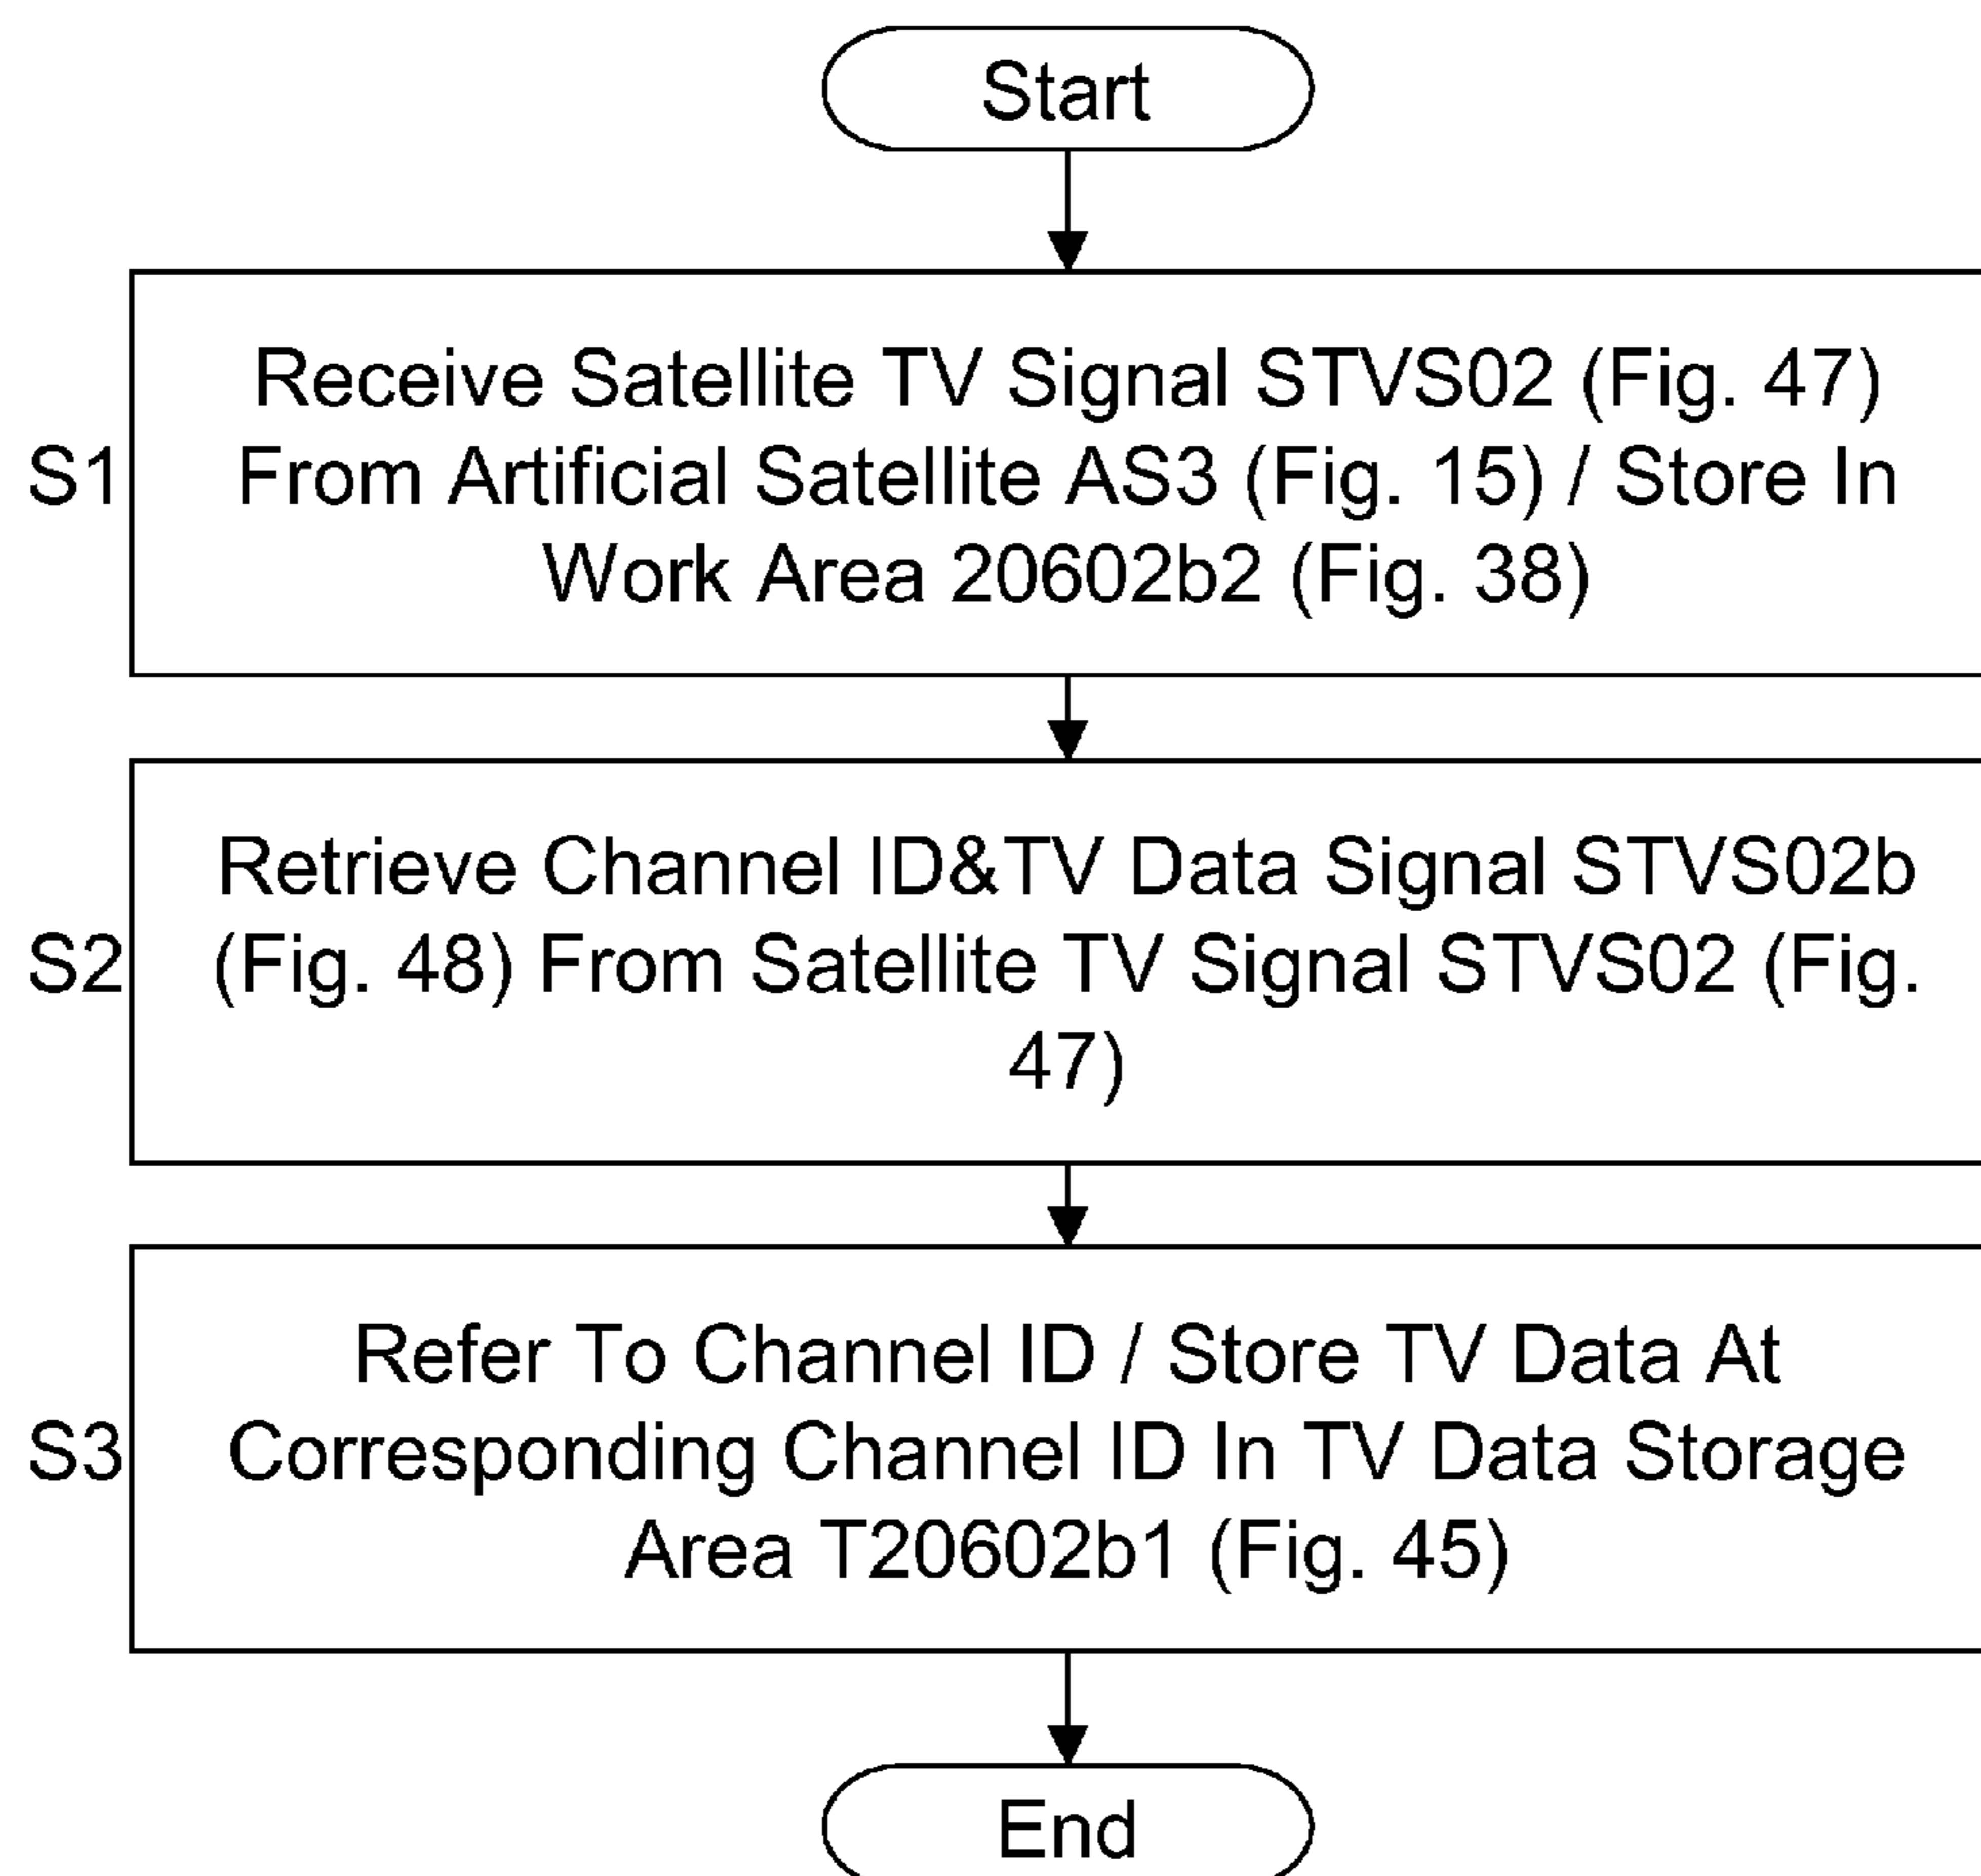 Start
Receive Satellite TV Signal STVS02 (Fig. 47)
From Artificial Satellite AS3 (Fig. 15) / Store In
Work Area 20602b2 (Fig. 38)
S1
Retrieve Channel ID&TV Data Signal STVS02b
(Fig. 48) From Satellite TV Signal STVS02 (Fig.
47)
S2
Refer To Channel ID / Store TV Data At
Corresponding Channel ID In TV Data Storage
Area T20602b1 (Fig. 45)
S3
End